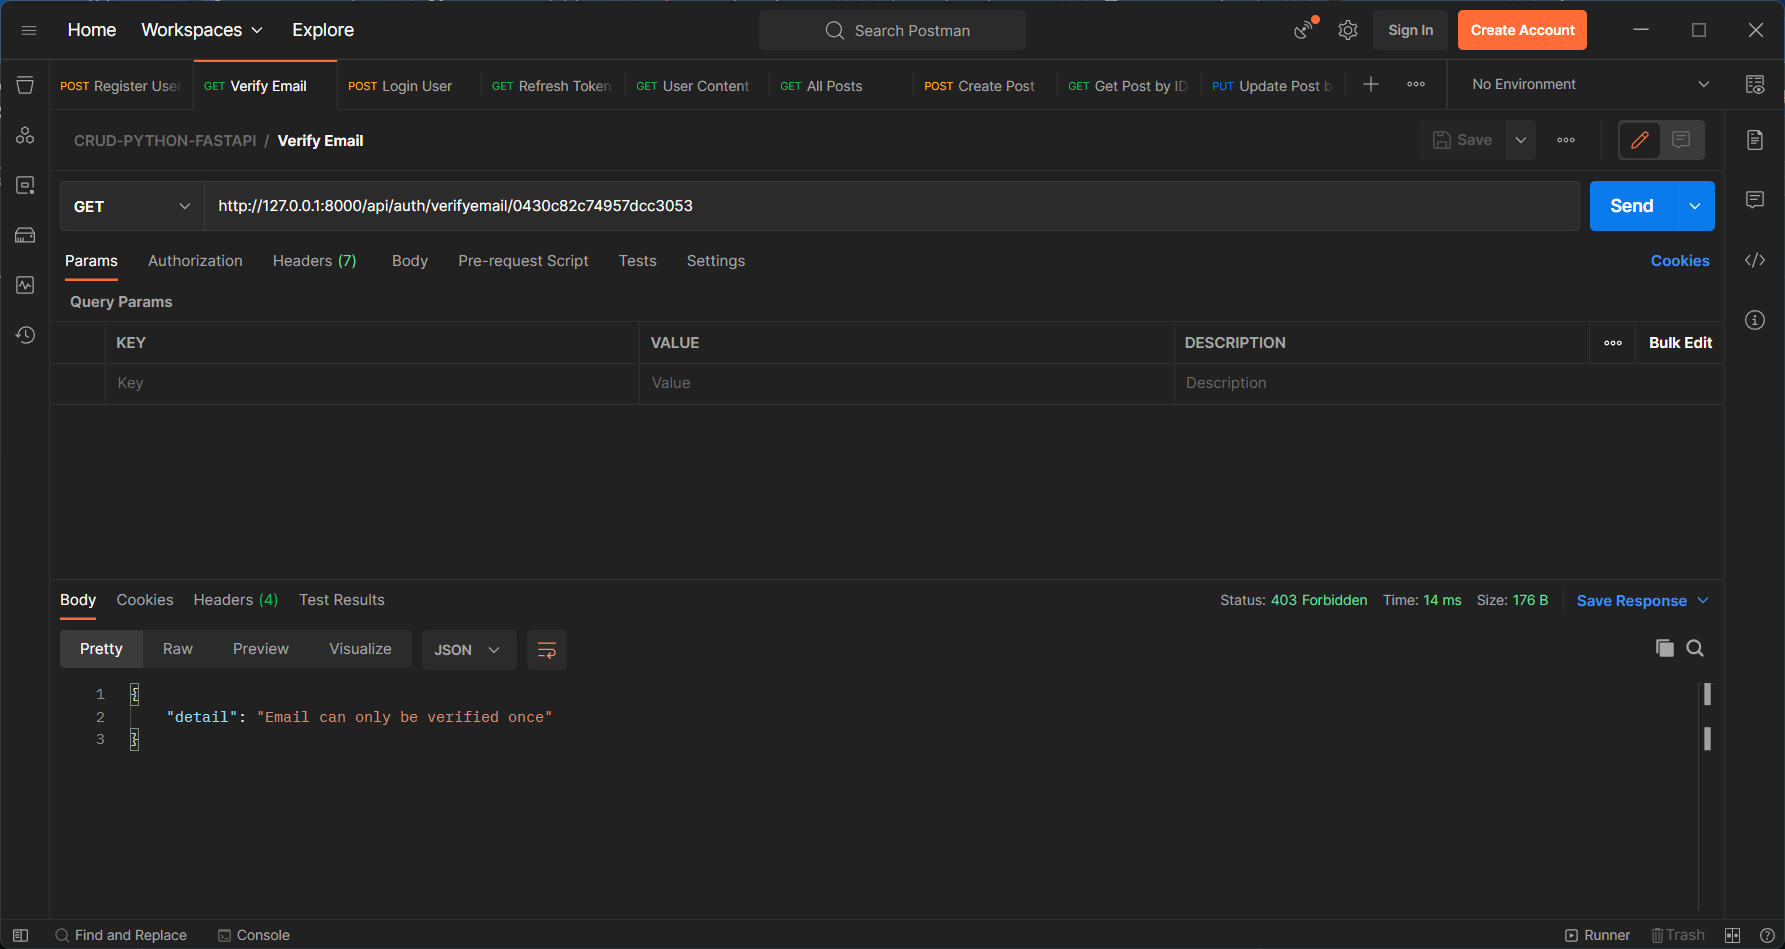 Home Workspaces Explore Search Postman Sign In Create Account
POST Register User GET Verify Email POST Login User GET Refresh Token GET User Content GET All Posts POST Create Post GET Get Post by ID PUT Update Post b No Environment
CRUD-PYTHON-FASTAPI / Verify Email Save
GET http://127.0.0.1:8000/api/auth/verifyemail/0430c82c74957dcc3053 Send
Params Authorization Headers (7) Body Pre-request Script Tests Settings Cookies
Query Params
KEY VALUE DESCRIPTION Bulk Edit
Key Value Description
Body Cookies Headers (4) Test Results Status: 403 Forbidden Time: 14 ms Size: 176 B Save Response
Pretty Raw Preview Visualize JSON
1 {
2 "detail": "Email can only be verified once"
3 }
Find and Replace Console Runner Trash